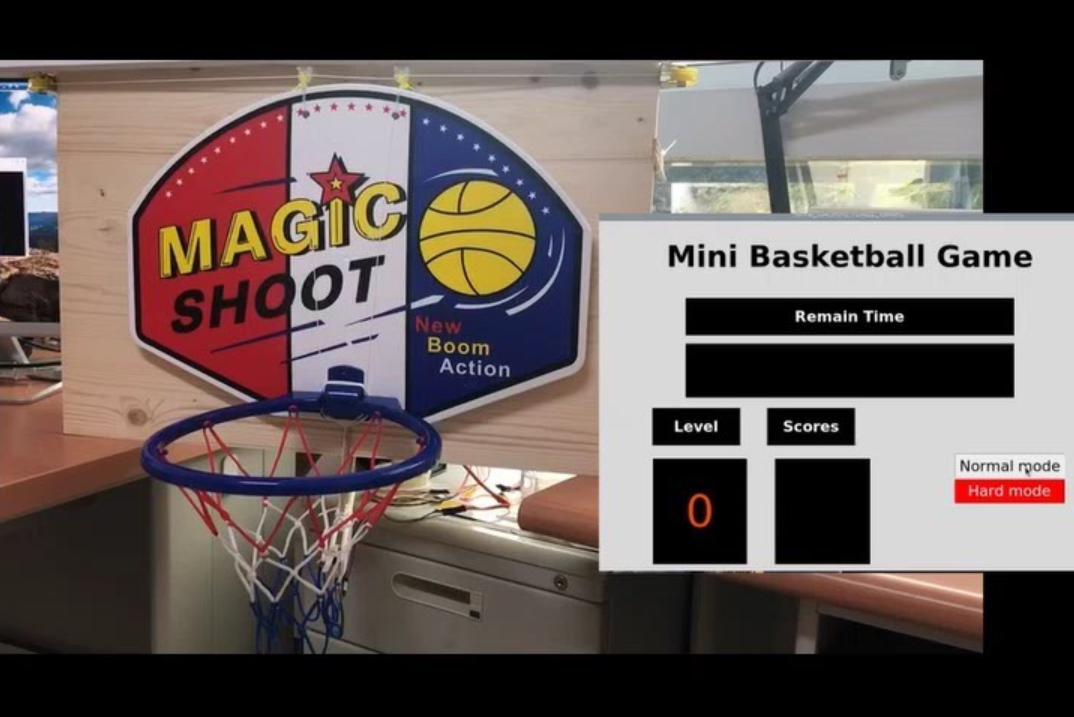 MAGIC
SHOOT
New
Boom
Action
Mini Basketball Game
Remain Time
Level
Scores
Normal mode
Hard mode
0